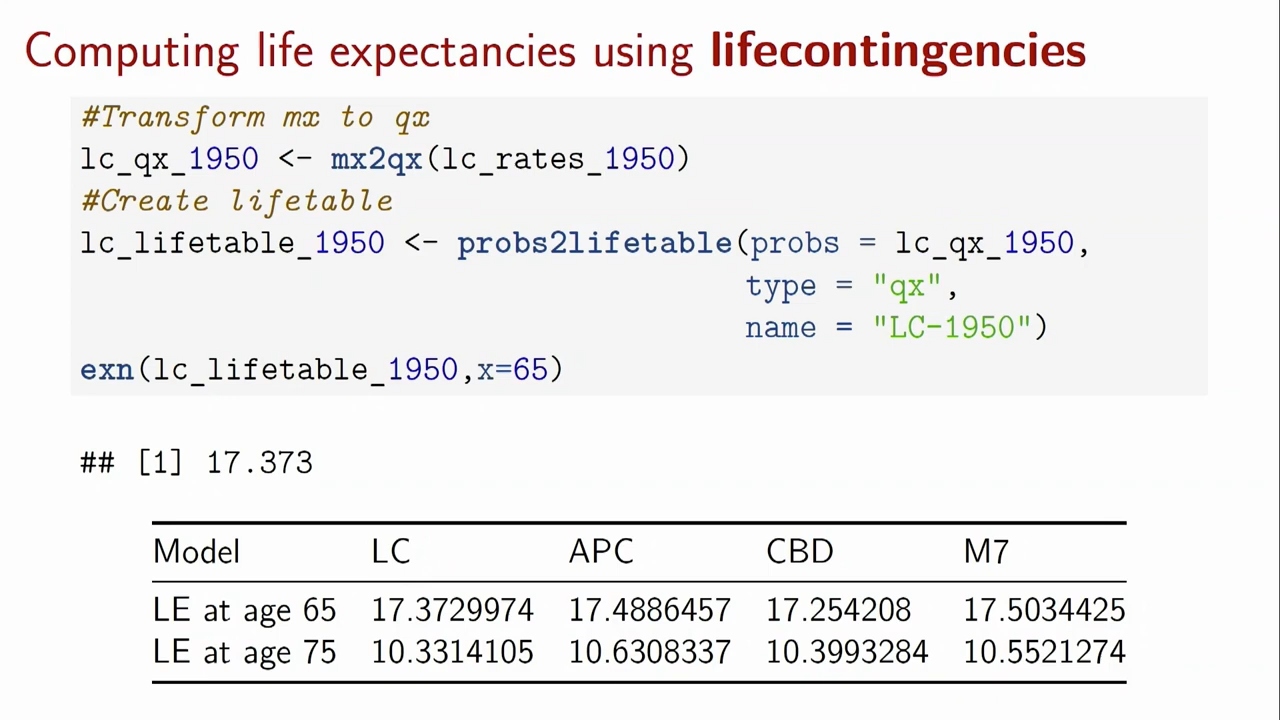 Computing life expectancies using lifecontingencies
#Transform mx to qx
lc_qx_1950 <- mx2qx(lc_rates_1950)
#Create lifetable
lc_lifetable_1950 <- probs2lifetable(probs = lc_qx_1950,
type = "qx",
name = "LC-1950")
exn(lc_lifetable_1950,x=65)
## [1] 17.373
Model LC APC CBD M7
LE at age 65 17.3729974 17.4886457 17.254208 17.5034425
LE at age 75 10.3314105 10.6308337 10.3993284 10.5521274